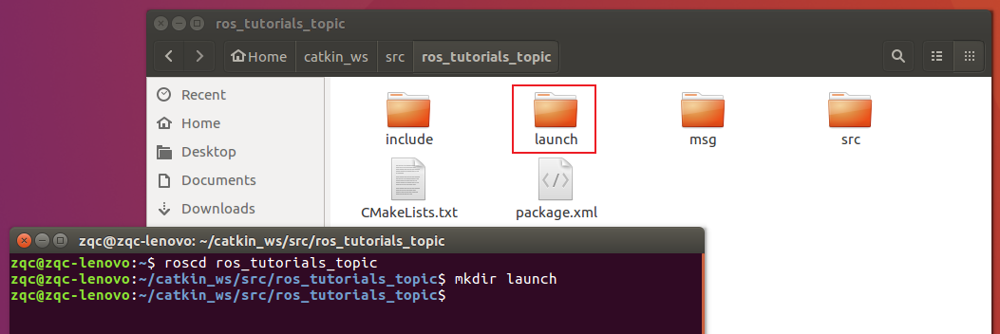 ros_tutorials_topic
Home catkin_ws src ros_tutorials_topic
Recent
Home
Desktop
Documents
Downloads
include launch msg src
CMakeLists.txt package.xml
zqc@zqc-lenovo: ~/catkin_ws/src/ros_tutorials_topic
zqc@zqc-lenovo:~$ roscd ros_tutorials_topic
zqc@zqc-lenovo:~/catkin_ws/src/ros_tutorials_topic$ mkdir launch
zqc@zqc-lenovo:~/catkin_ws/src/ros_tutorials_topic$